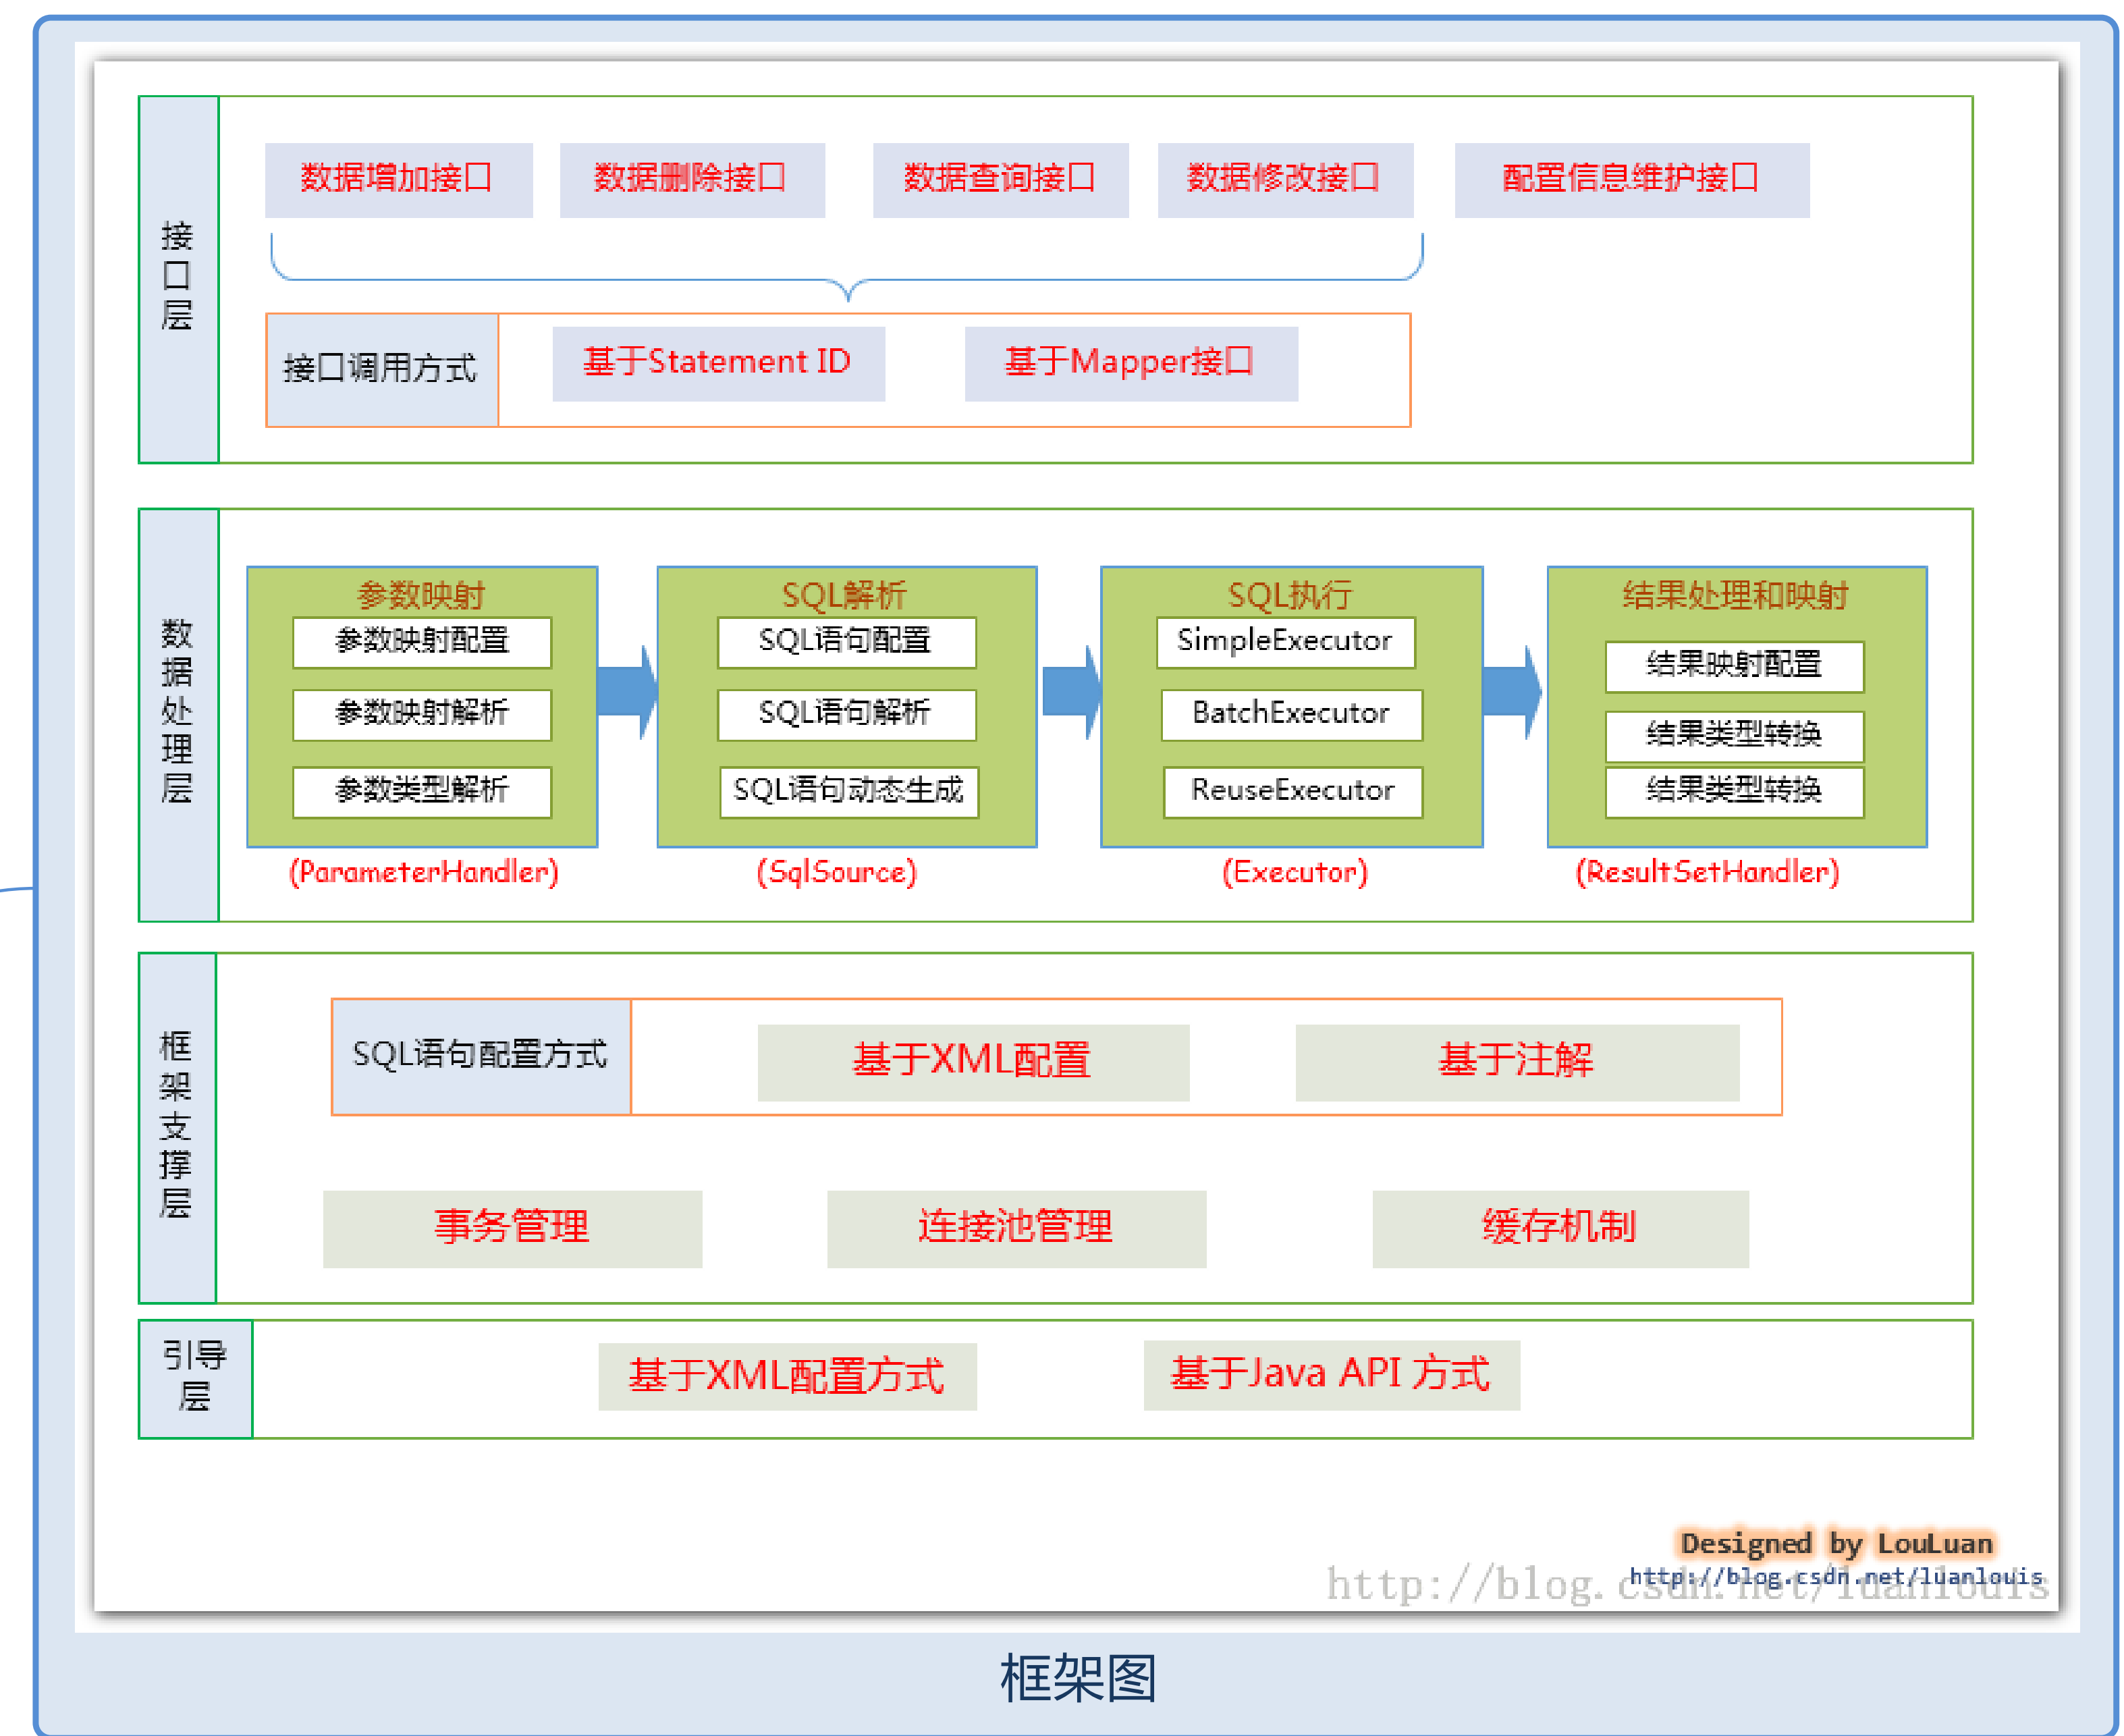 接口层
数据增加接口
数据删除接口
数据查询接口
数据修改接口
配置信息维护接口
接口调用方式
基于Statement ID
基于Mapper接口
数据处理层
参数映射
参数映射配置
参数映射解析
参数类型解析
(ParameterHandler)
SQL解析
SQL语句配置
SQL语句解析
SQL语句动态生成
(SqlSource)
SQL执行
SimpleExecutor
BatchExecutor
ReuseExecutor
(Executor)
结果处理和映射
结果映射配置
结果类型转换
结果类型转换
(ResultSetHandler)
框架支撑层
SQL语句配置方式
基于XML配置
基于注解
事务管理
连接池管理
缓存机制
引导
层
基于XML配置方式
基于Java API 方式
Designed by LouLuan
http://blog.csdn.net/luanlouis
http://blog.csdn.net/luanlouis
框架图